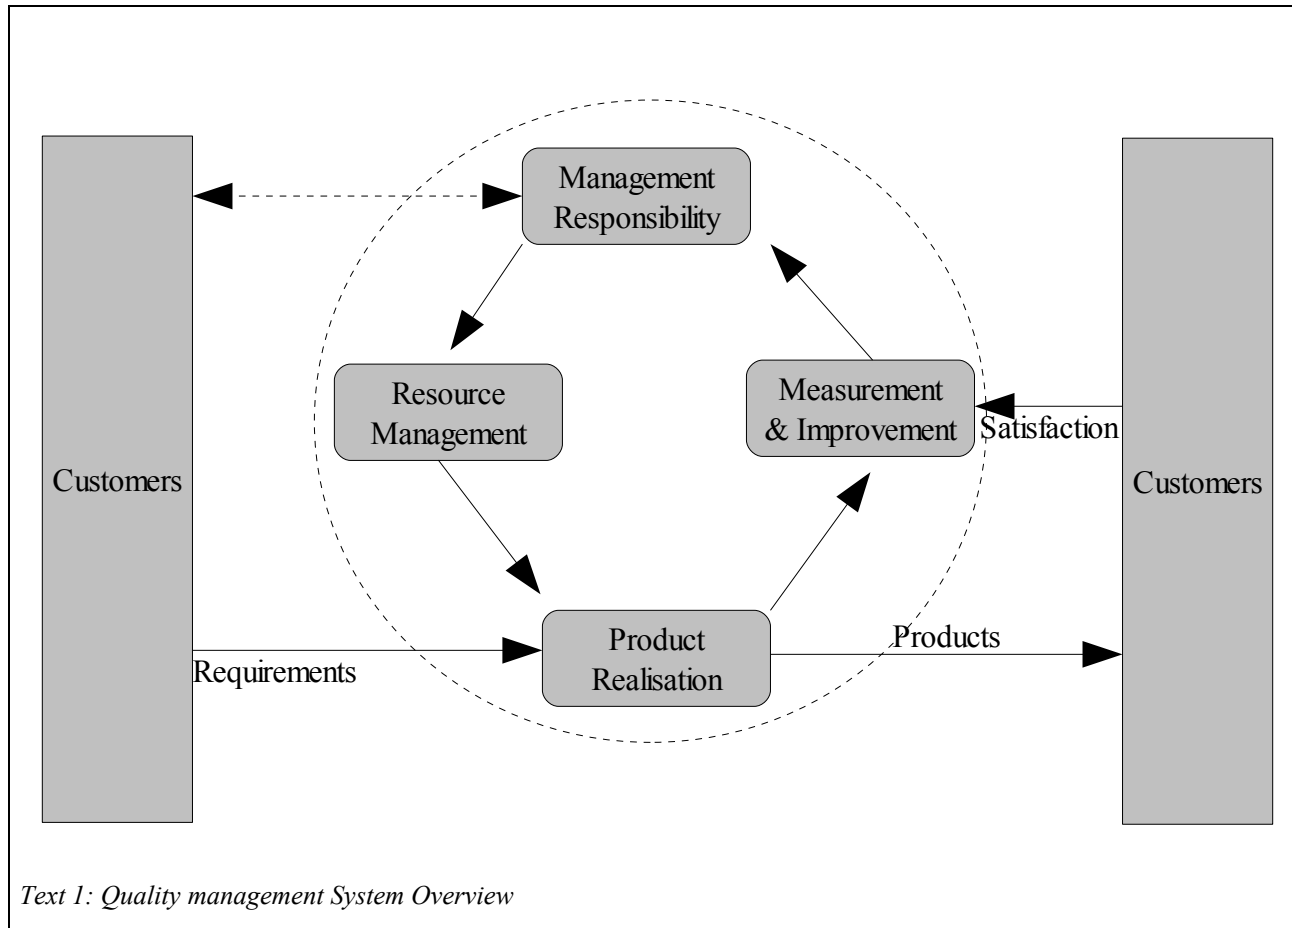 Management
Responsibility
Resource
Management
Measurement
& Improvement
Satisfaction
Customers
Customers
Product
Realisation
Products
Requirements
Text 1: Quality management System Overview